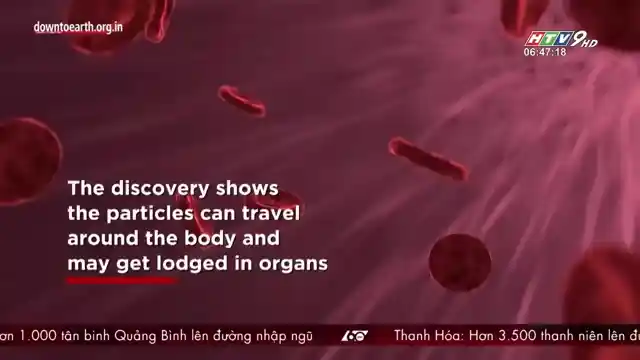 downtoearth.org.in
HTV9HD
06:47:18
The discovery shows
the particles can travel
around the body and
may get lodged in organs
ơn 1.000 tân binh Quảng Bình lên đường nhập ngũ
Thanh Hóa: Hơn 3.500 thanh niên lên